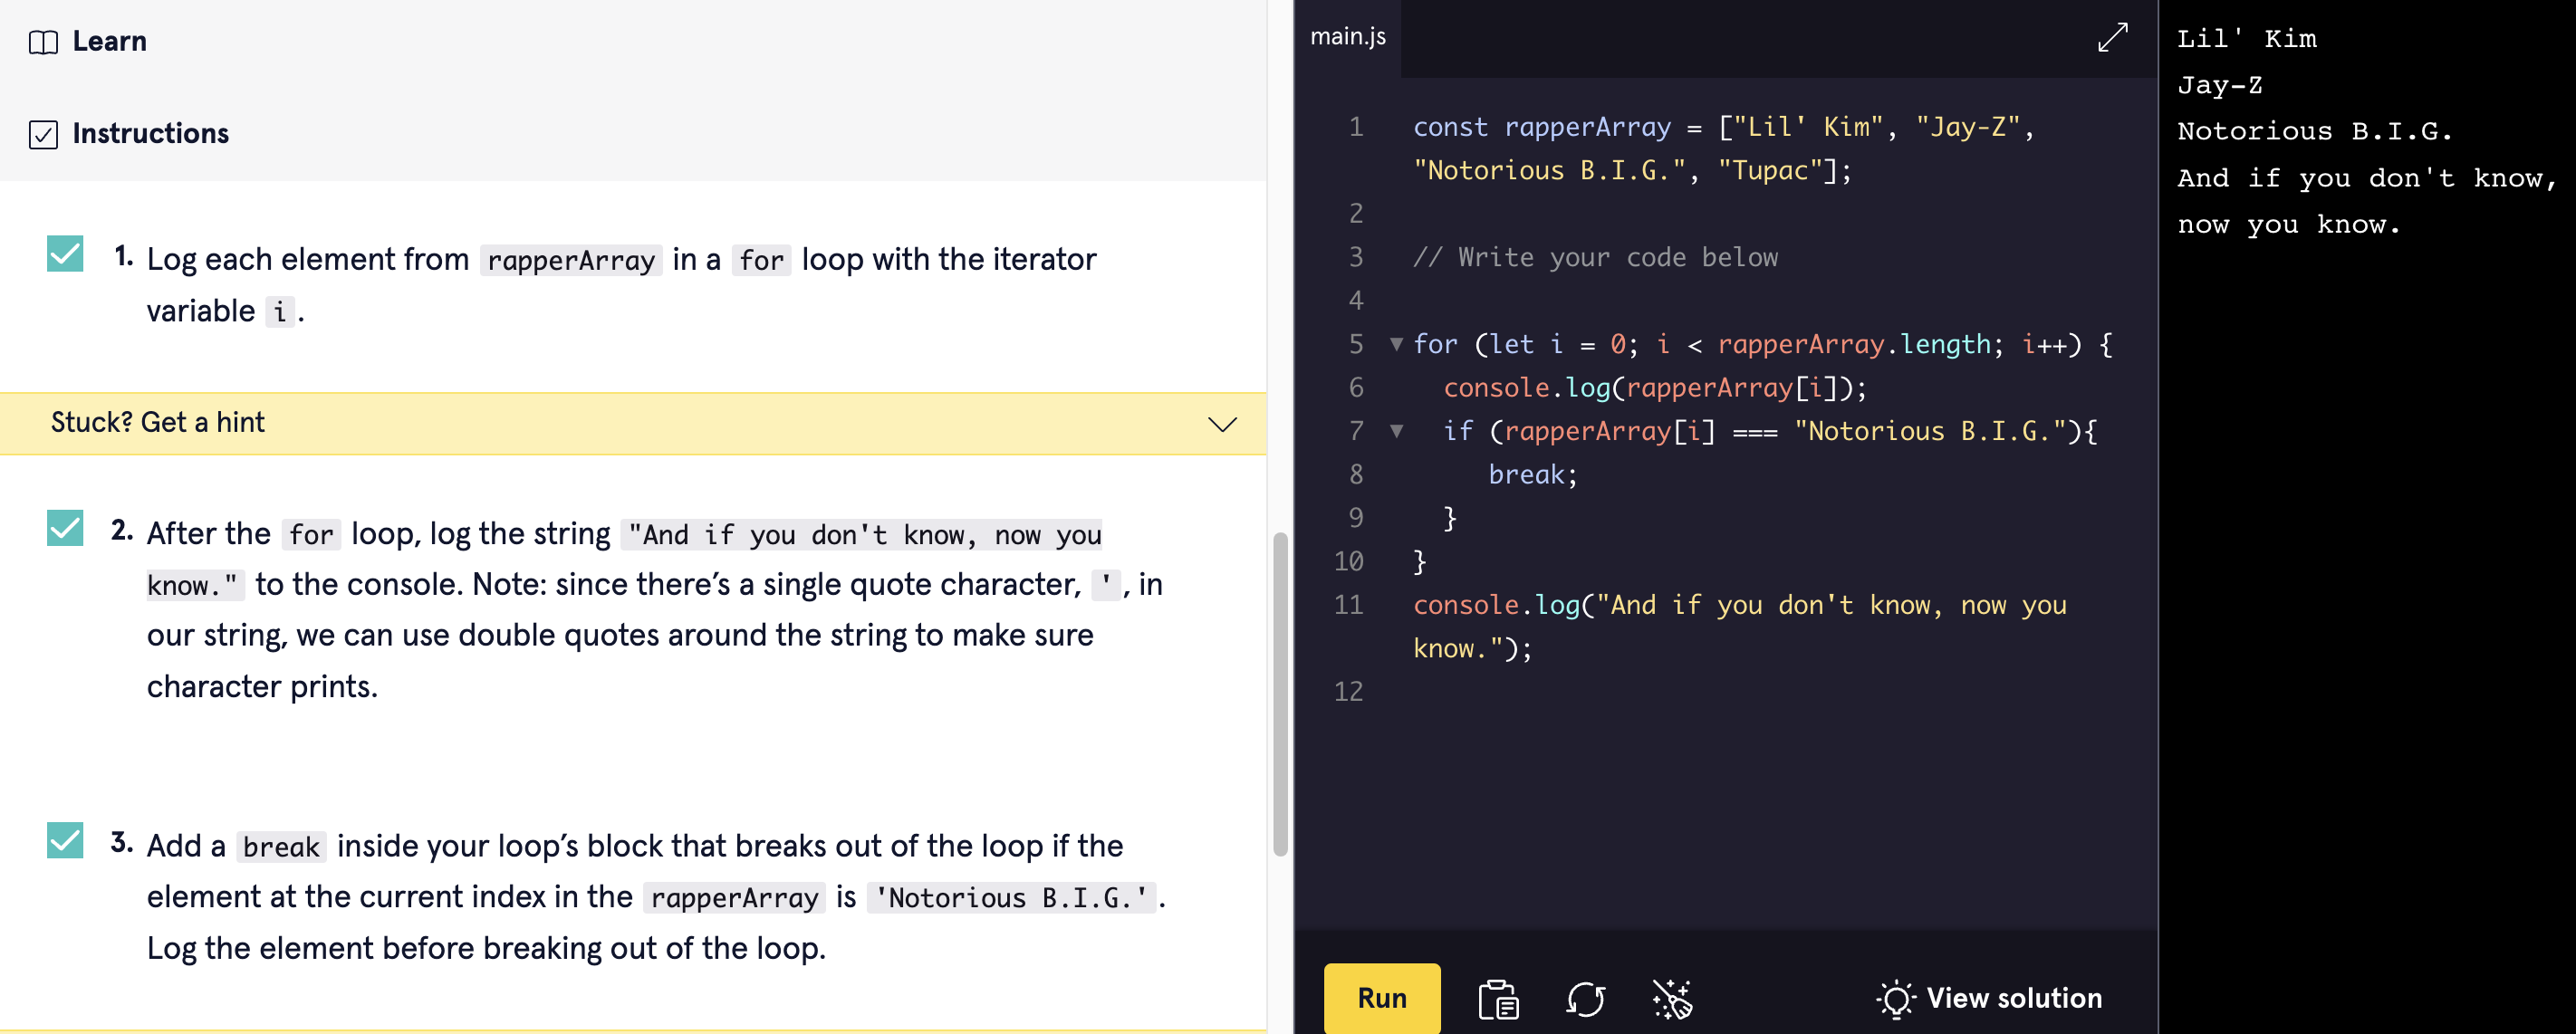 Learn
Instructions
1. Log each element from rapperArray in a for loop with the iterator
variable i.
Stuck? Get a hint
2. After the for loop, log the string "And if you don't know, now you
know." to the console. Note: since there’s a single quote character, ', in
our string, we can use double quotes around the string to make sure
character prints.
3. Add a break inside your loop’s block that breaks out of the loop if the
element at the current index in the rapperArray is 'Notorious B.I.G.'.
Log the element before breaking out of the loop.
main.js
1 const rapperArray = ["Lil' Kim", "Jay-Z",
"Notorious B.I.G.", "Tupac"];
2
3 // Write your code below
4
5 for (let i = 0; i < rapperArray.length; i++) {
6 console.log(rapperArray[i]);
7 if (rapperArray[i] === "Notorious B.I.G."){
8 break;
9 }
10 }
11 console.log("And if you don't know, now you
know.");
12
Run
View solution
Lil' Kim
Jay-Z
Notorious B.I.G.
And if you don't know,
now you know.